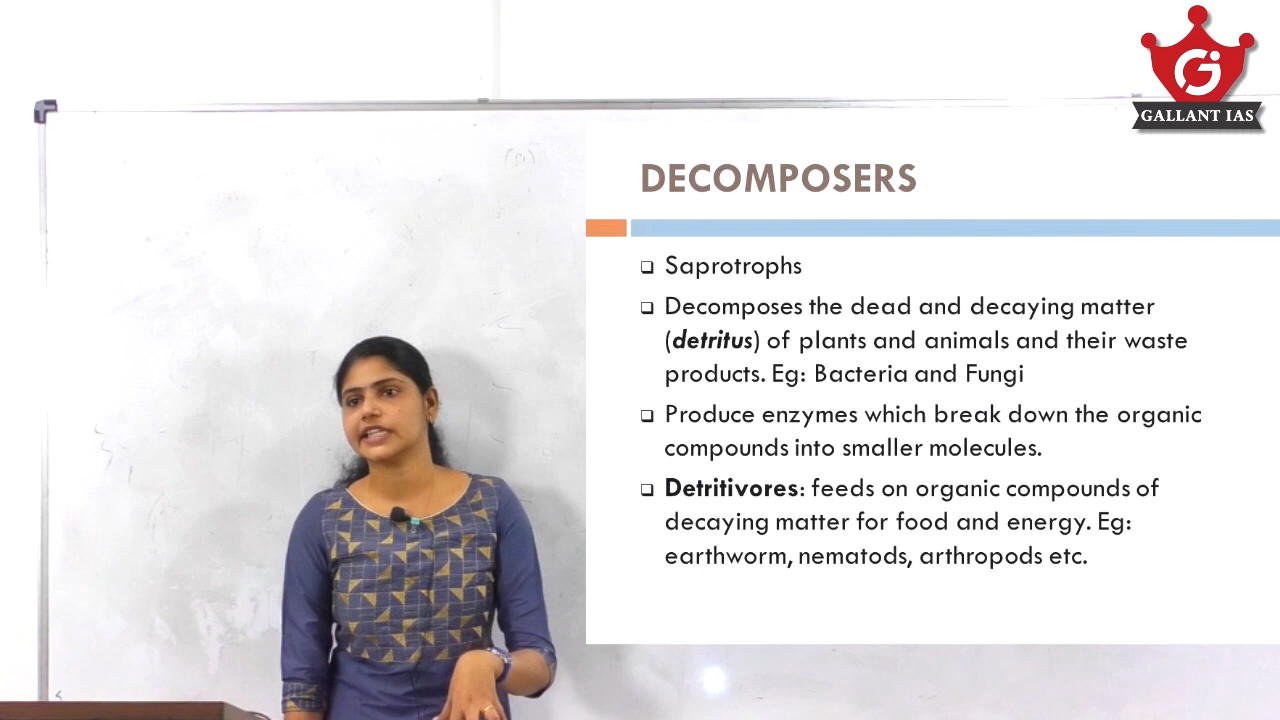 GALLANT IAS
DECOMPOSERS
Saprotrophs
Decomposes the dead and decaying matter
(detritus) of plants and animals and their waste
products. Eg: Bacteria and Fungi
Produce enzymes which break down the organic
compounds into smaller molecules.
Detritivores: feeds on organic compounds of
decaying matter for food and energy. Eg:
earthworm, nematods, arthropods etc.